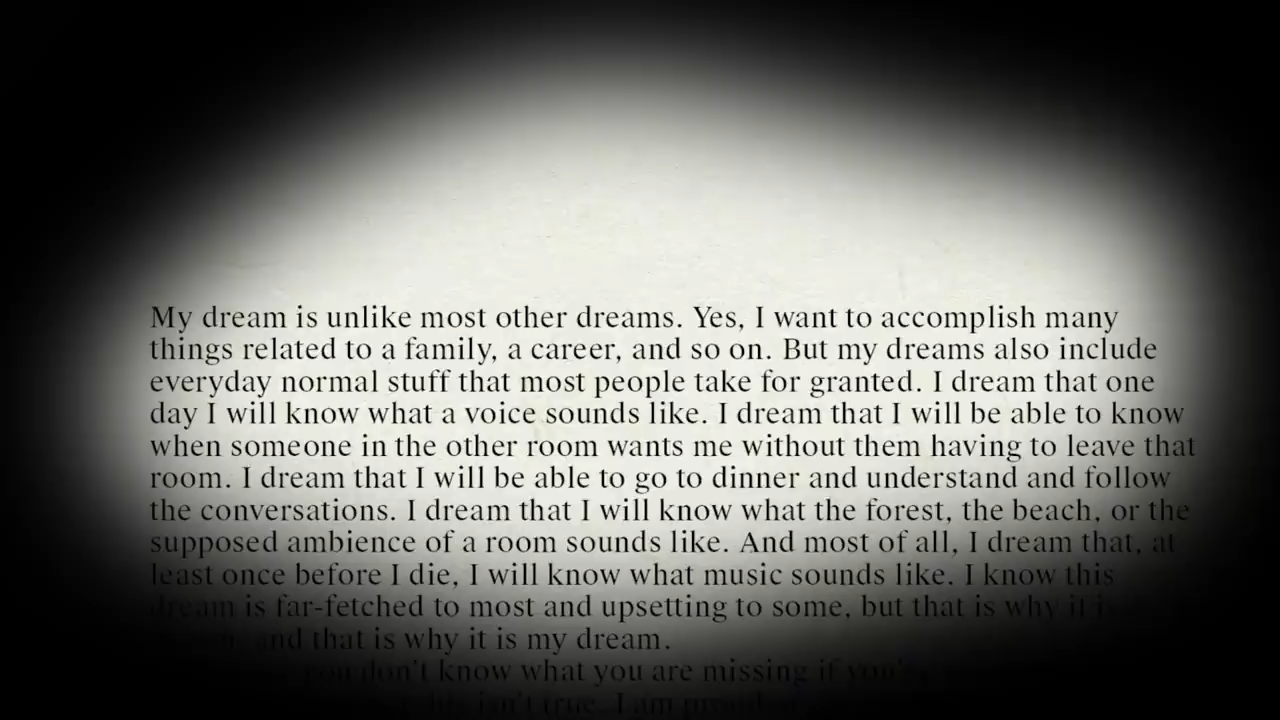 My dream is unlike most other dreams. Yes, I want to accomplish many
things related to a family, a career, and so on. But my dreams also include
everyday normal stuff that most people take for granted. I dream that one
day I will know what a voice sounds like. I dream that I will be able to know
when someone in the other room wants me without them having to leave that
room. I dream that I will be able to go to dinner and understand and follow
the conversations. I dream that I will know what the forest, the beach, or the
supposed ambience of a room sounds like. And most of all, I dream that, at
least once before I die, I will know what music sounds like. I know this
dream is far-fetched to most and upsetting to some, but that is why it
and that is why it is my dream.
you don't know what you are missing if
isn't true. I am